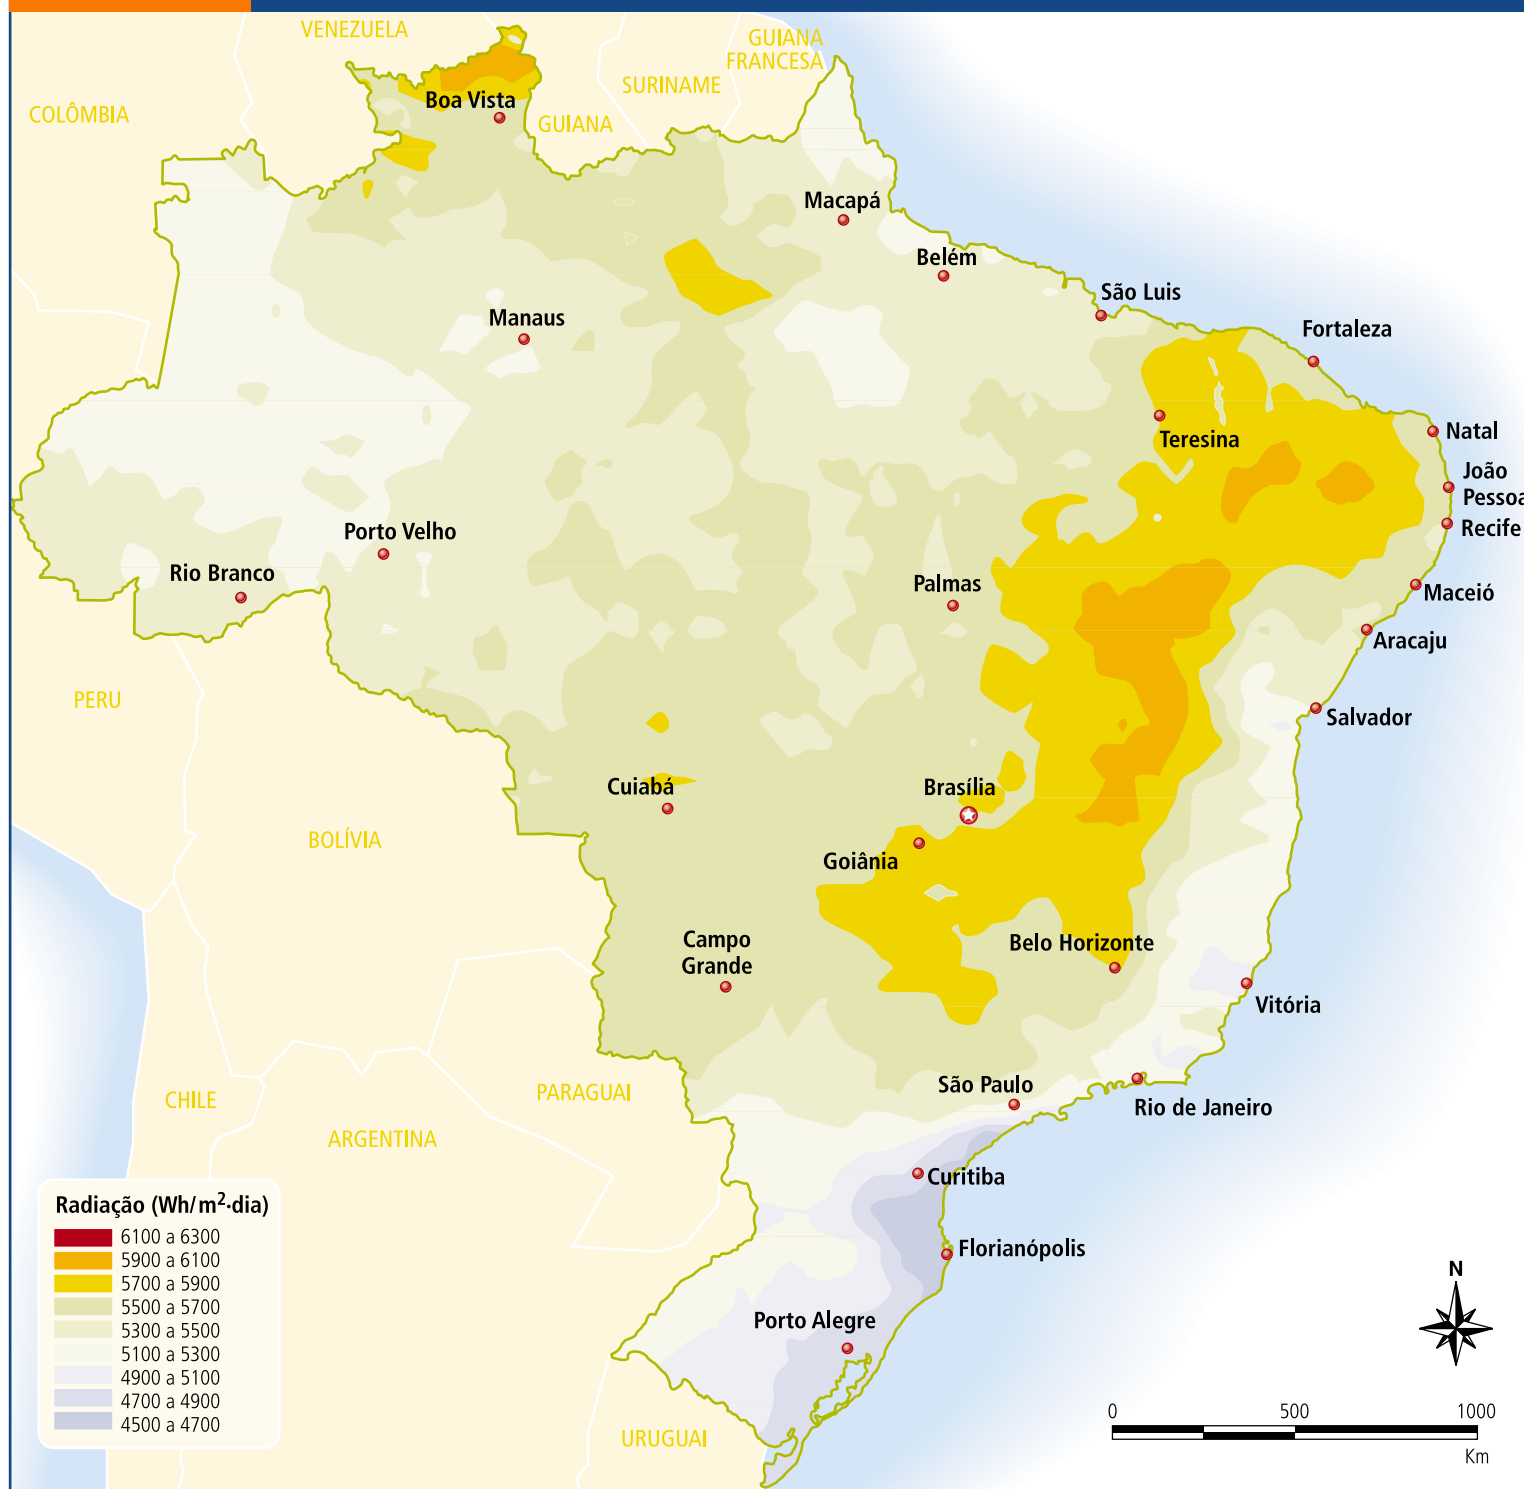 VENEZUELA
GUIANA
FRANCESA
SURINAME
COLÔMBIA
Boa Vista
GUIANA
Macapá
Belém
São Luis
Manaus
Fortaleza
Teresina
Natal
João
Pessoa
Recife
Porto Velho
Rio Branco
Palmas
Maceió
Aracaju
PERU
Salvador
Cuiabá
Brasília
BOLÍVIA
Goiânia
Campo
Grande
Belo Horizonte
Vitória
São Paulo
PARAGUAI
CHILE
Rio de Janeiro
ARGENTINA
Curitiba
Florianópolis
Porto Alegre
URUGUAI
Radiação (Wh/m²·dia)
6100 a 6300
5900 a 6100
5700 a 5900
5500 a 5700
5300 a 5500
5100 a 5300
4900 a 5100
4700 a 4900
4500 a 4700
N
0 500 1000
Km